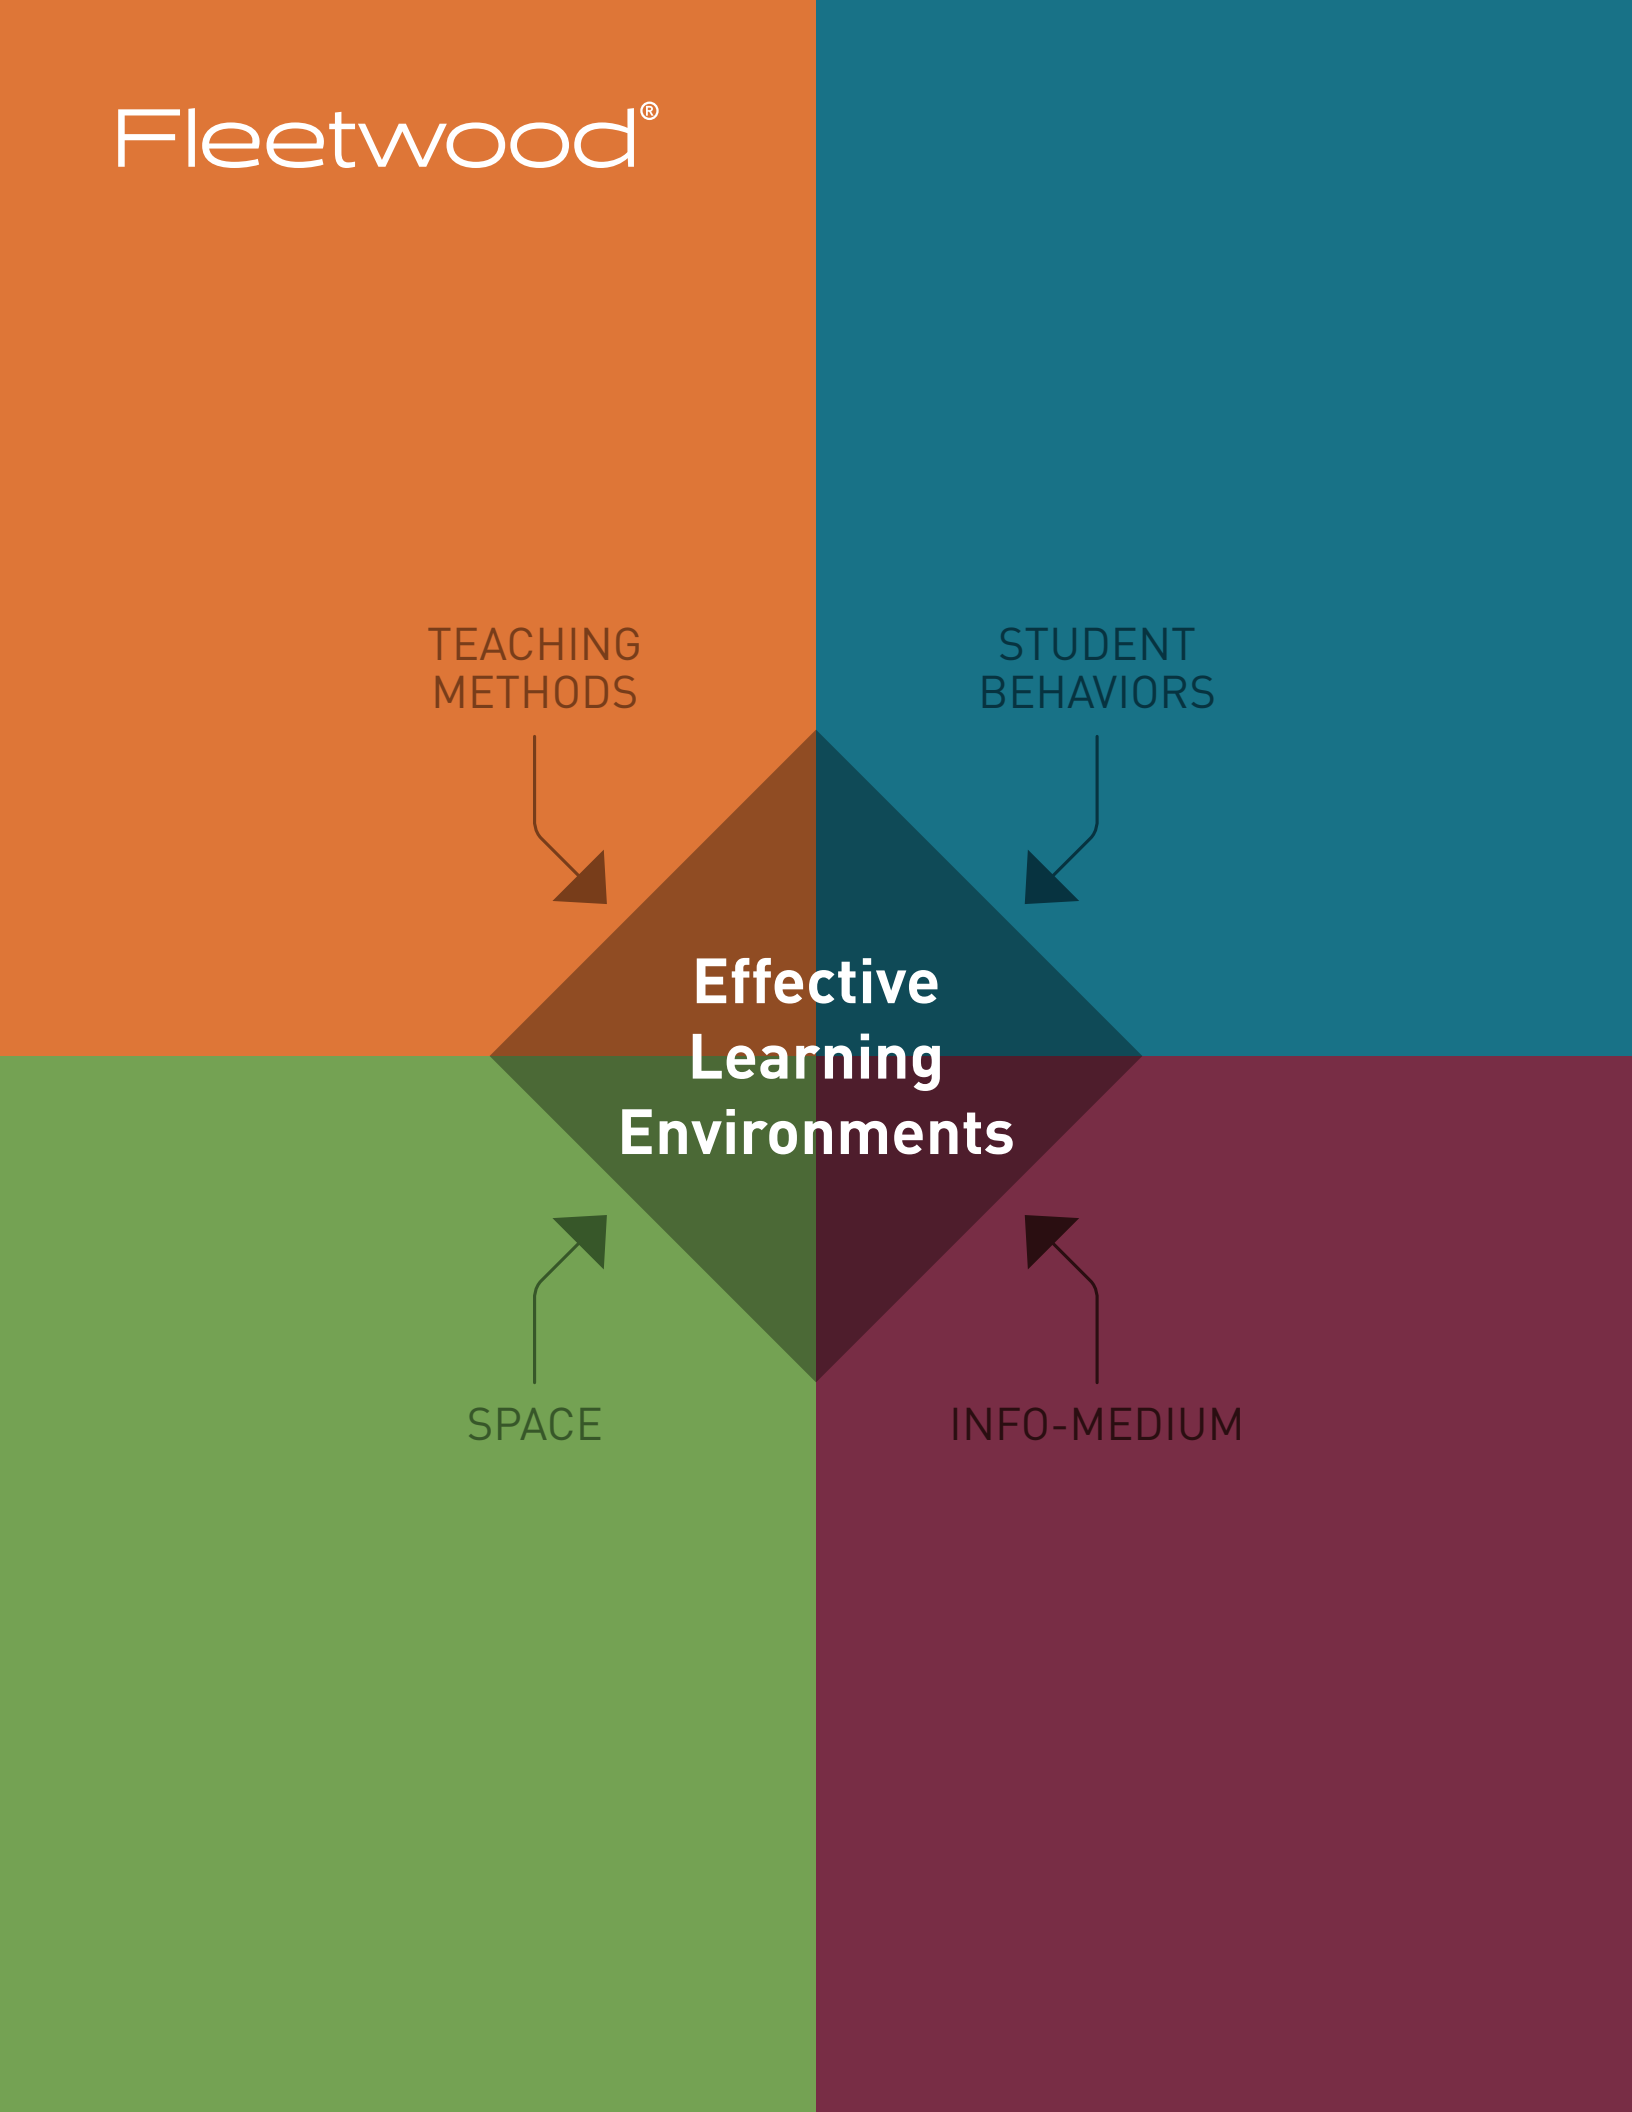 Fleetwood®
TEACHING
METHODS
STUDENT
BEHAVIORS
Effective
Learning
Environments
SPACE
INFO-MEDIUM